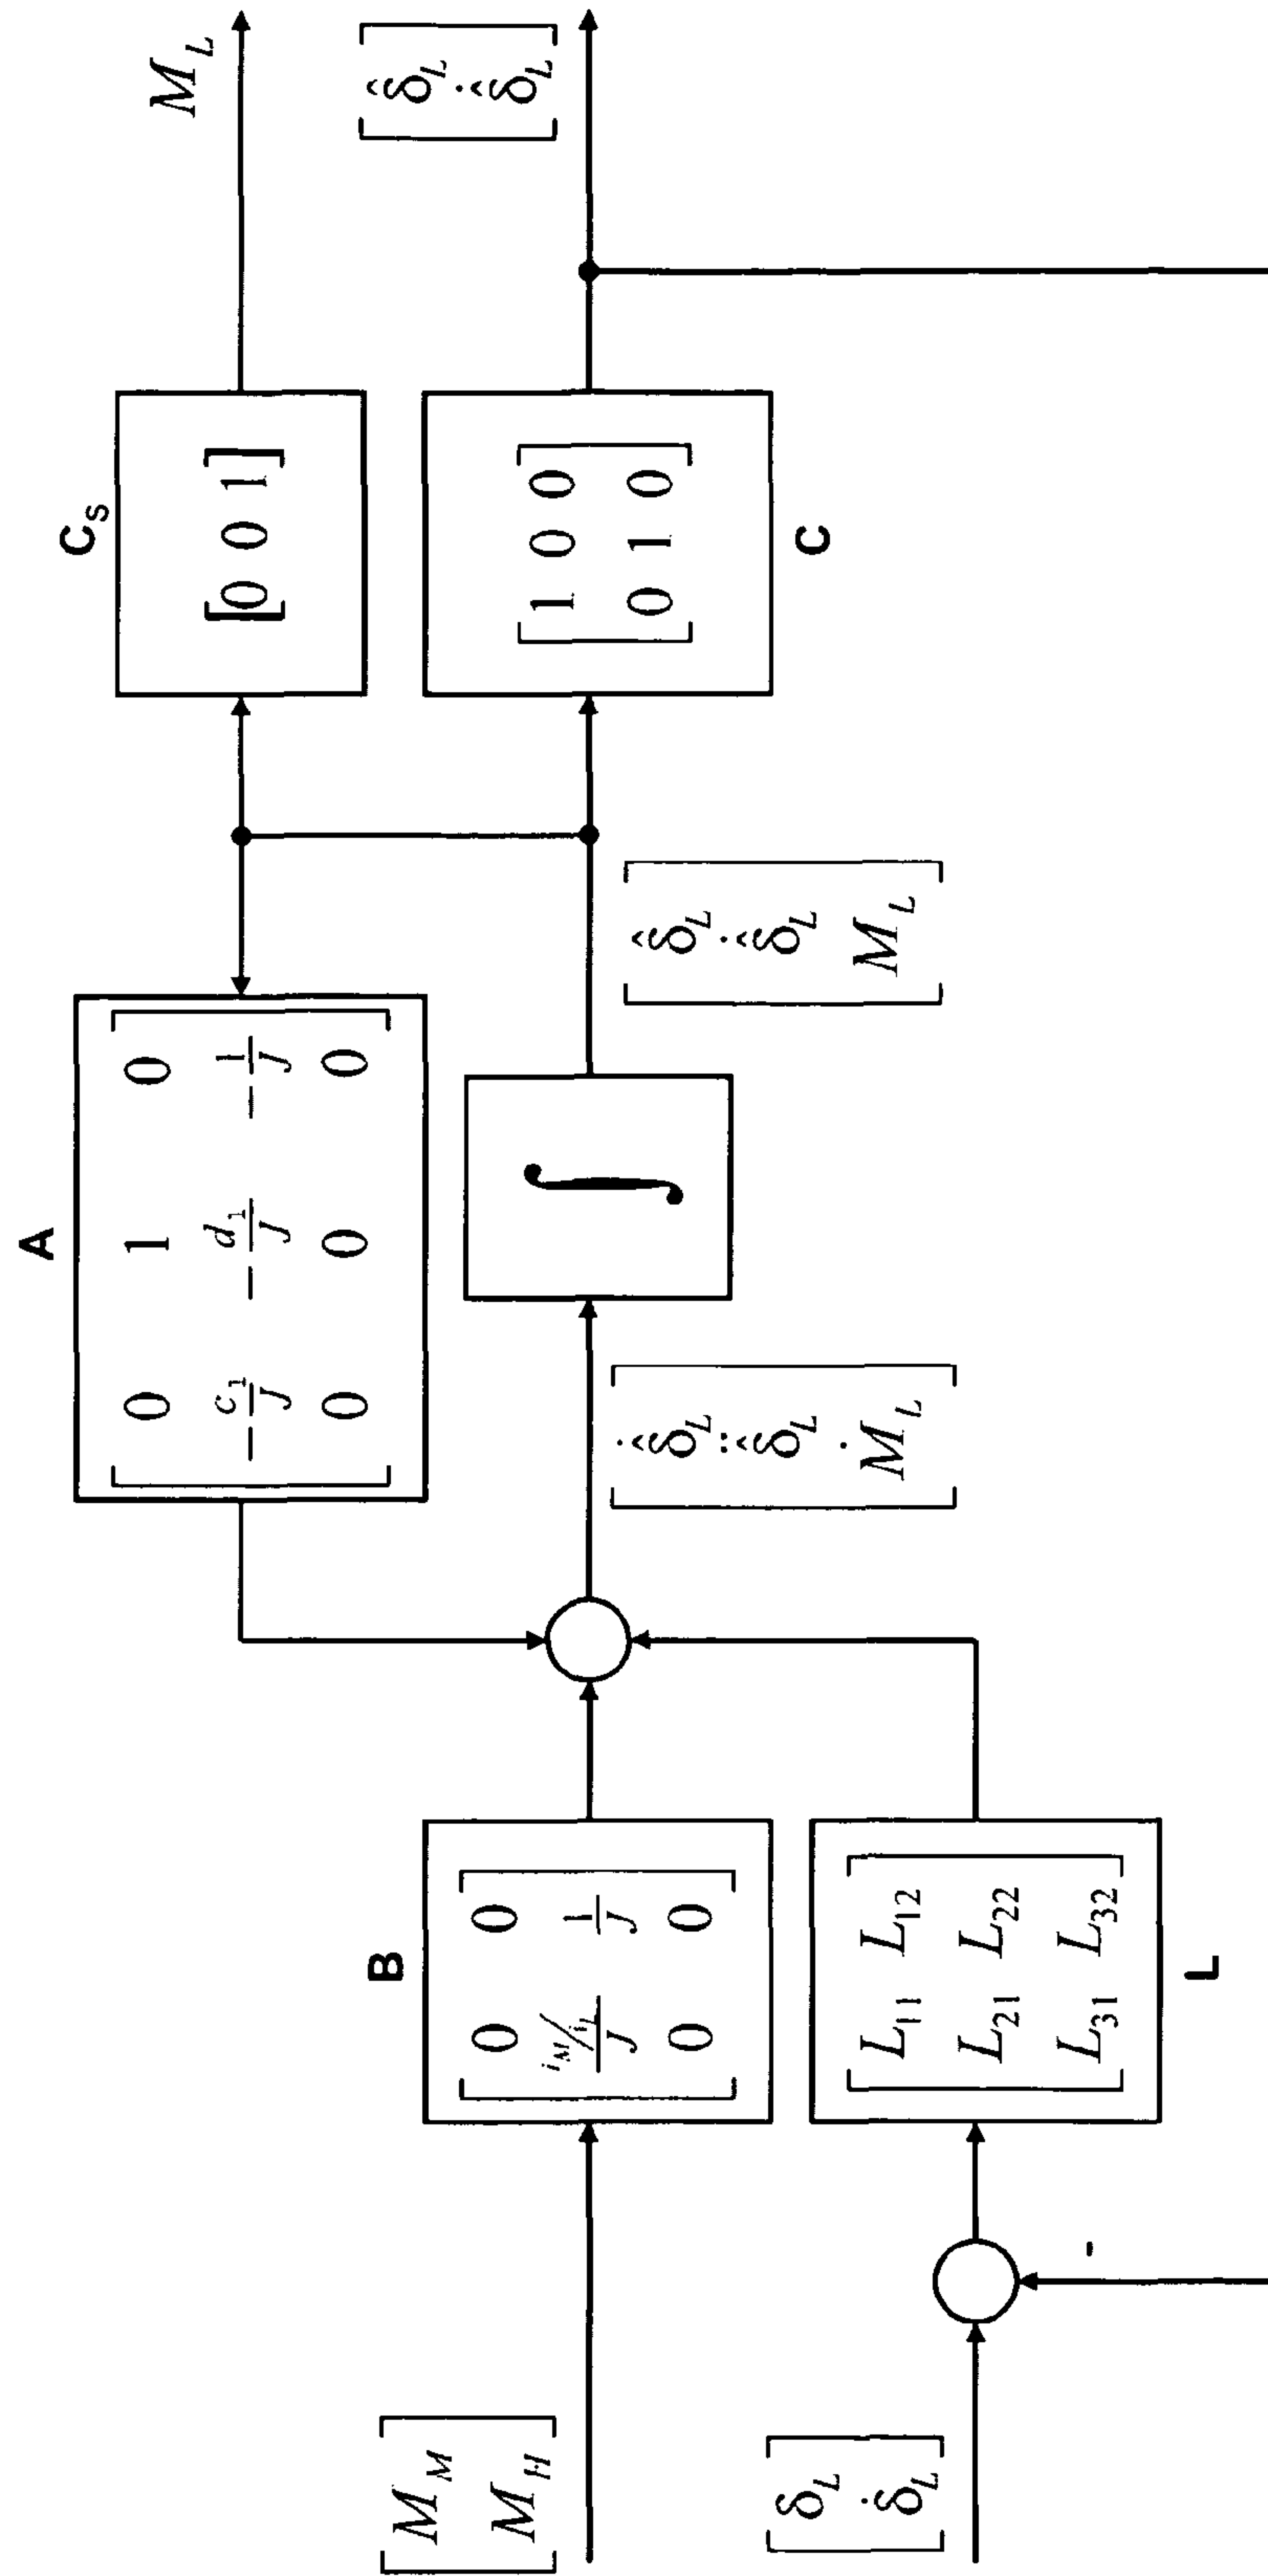 [M_M
M_H]
B
[0 0
i_M/i_L/J 1/J
0 0]
[δ_L
δ̇_L]
-
[L_11 L_12
L_21 L_22
L_31 L_32]
L
A
[0 1 0
-c_1/J -d_1/J -1/J
0 0 0]
[δ̂̇_L
δ̂̈_L
Ṁ_L]
∫
[δ̂_L
δ̂̇_L
M_L]
C_S
[0 0 1]
M_L
[1 0 0
0 1 0]
C
[δ̂_L
δ̂̇_L]